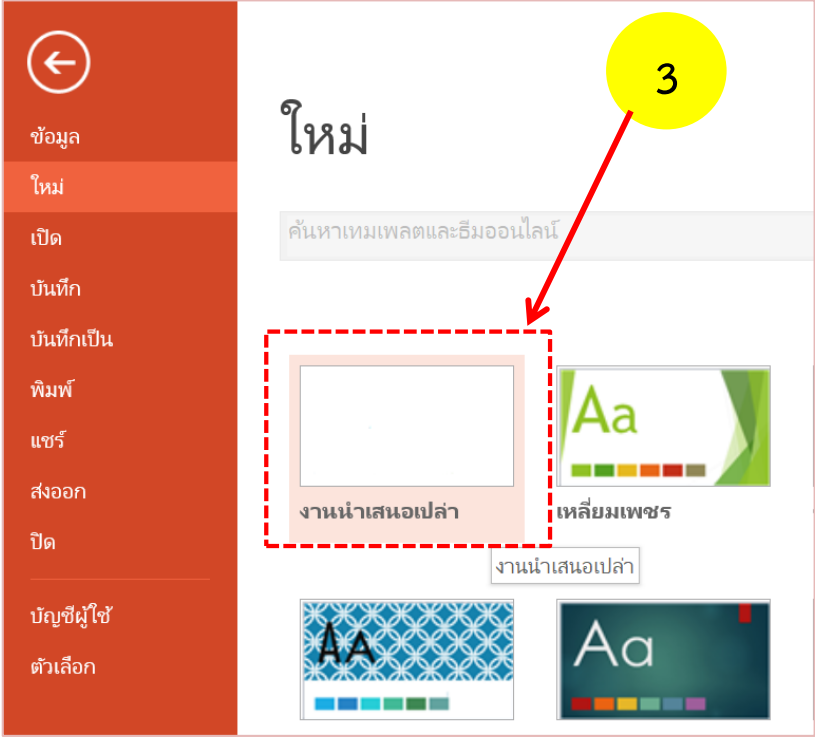 3
ข้อมูล
ใหม่
เปิด
บันทึก
บันทึกเป็น
พิมพ์
แชร์
ส่งออก
ปิด
บัญชีผู้ใช้
ตัวเลือก
ใหม่
ค้นหาเทมเพลตและธีมออนไลน์
Aa
งานนำเสนอเปล่า
เหลี่ยมเพชร
งานนำเสนอเปล่า
AA
Aa